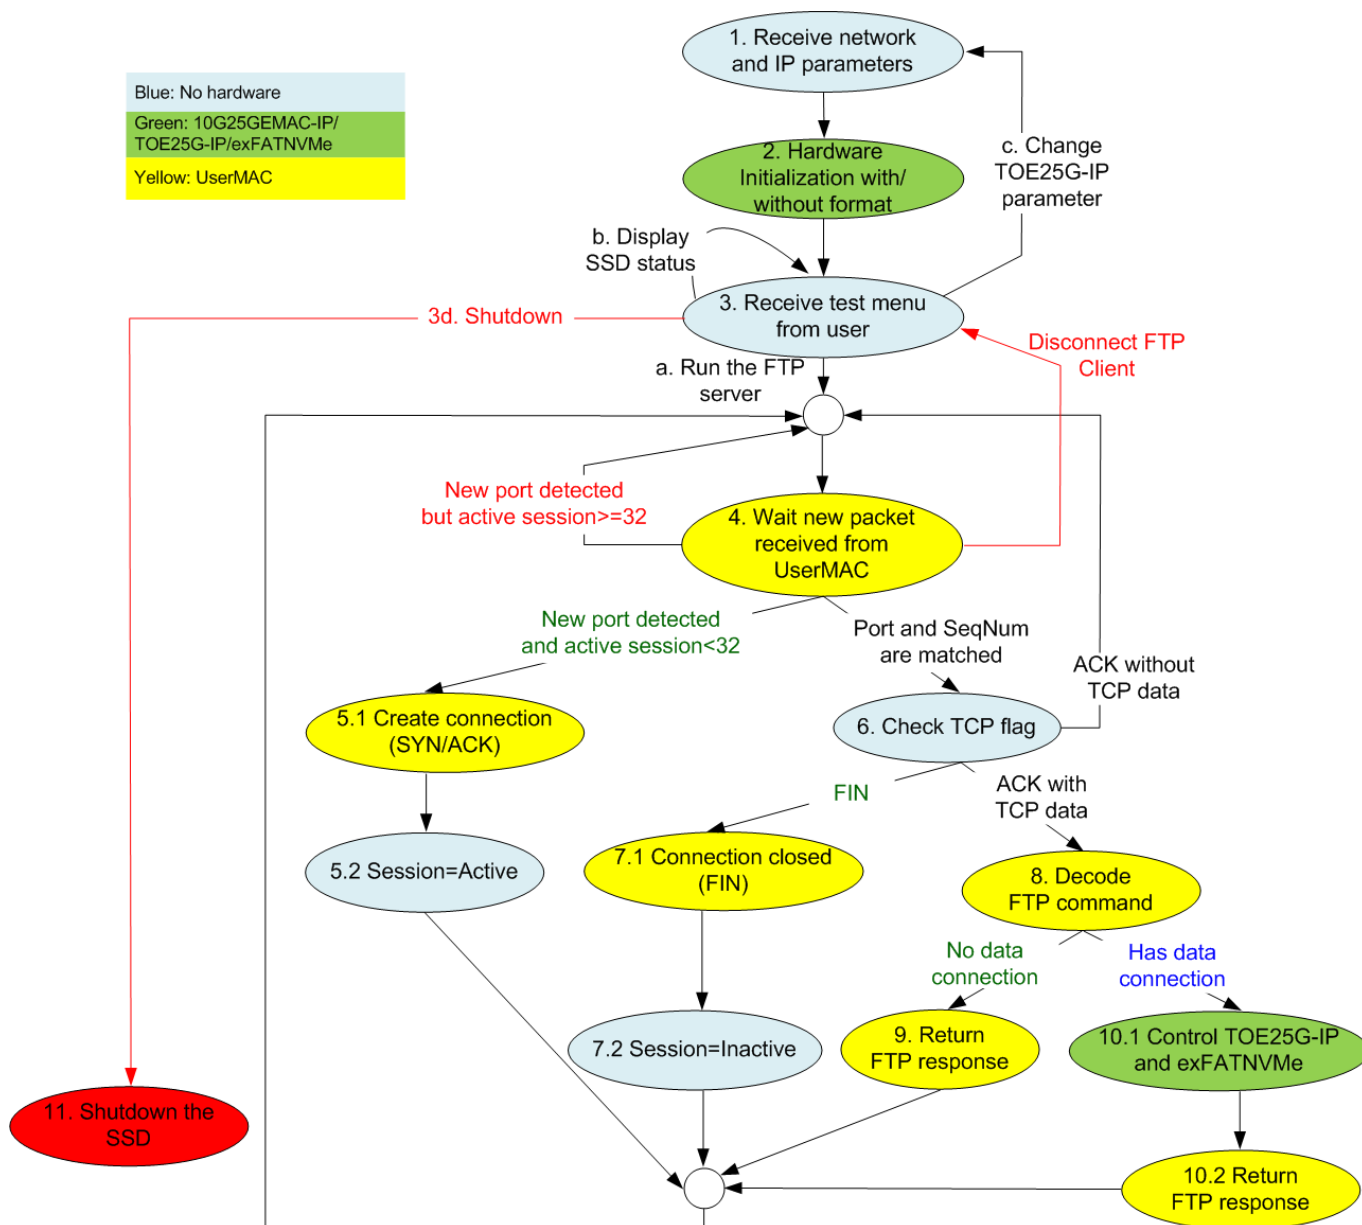 1. Receive network
and IP parameters
Blue: No hardware
Green: 10G25GEMAC-IP/
TOE25G-IP/exFATNVMe
Yellow: UserMAC
2. Hardware
Initialization with/
without format
c. Change
TOE25G-IP
parameter
b. Display
SSD status
3. Receive test menu
from user
3d. Shutdown
Disconnect FTP
Client
a. Run the FTP
server
New port detected
but active session>=32
4. Wait new packet
received from
UserMAC
New port detected
and active session<32
Port and SeqNum
are matched
ACK without
TCP data
5.1 Create connection
(SYN/ACK)
6. Check TCP flag
FIN
ACK with
TCP data
5.2 Session=Active
7.1 Connection closed
(FIN)
8. Decode
FTP command
No data
connection
Has data
connection
7.2 Session=Inactive
9. Return
FTP response
10.1 Control TOE25G-IP
and exFATNVMe
11. Shutdown the
SSD
10.2 Return
FTP response